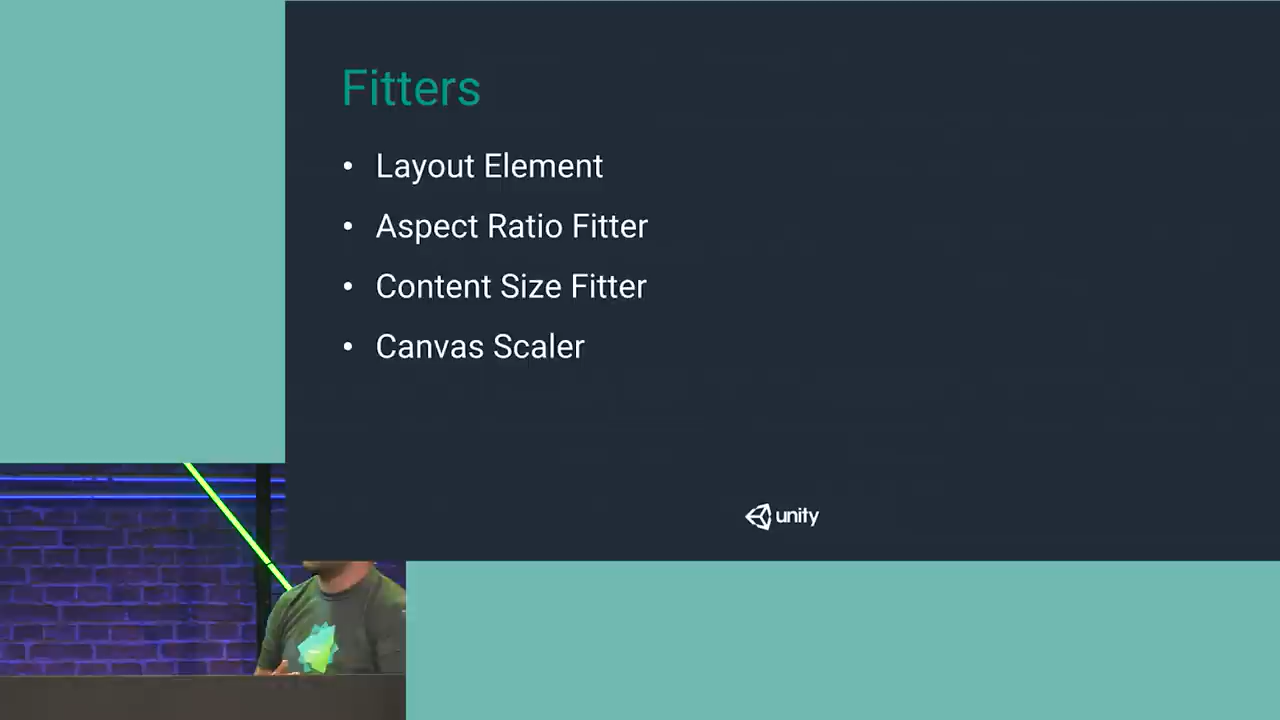 Fitters
• Layout Element
• Aspect Ratio Fitter
• Content Size Fitter
• Canvas Scaler
unity